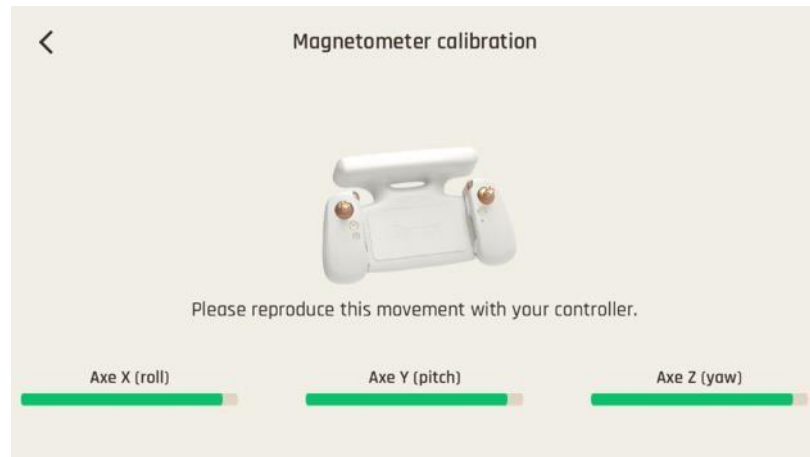 Magnetometer calibration
Please reproduce this movement with your controller.
Axe X (roll)
Axe Y (pitch)
Axe Z (yaw)